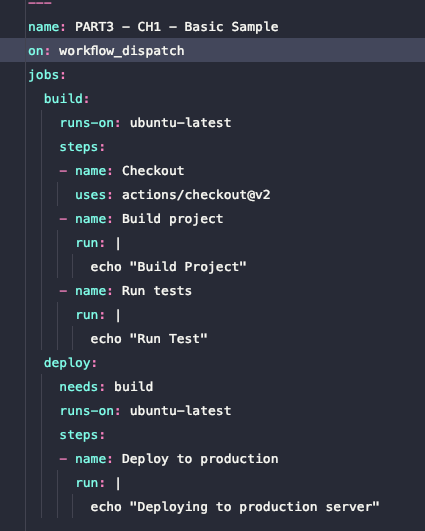 ---
name: PART3 - CH1 - Basic Sample
on: workflow_dispatch
jobs:
  build:
    runs-on: ubuntu-latest
    steps:
    - name: Checkout
      uses: actions/checkout@v2
    - name: Build project
      run: |
        echo "Build Project"
    - name: Run tests
      run: |
        echo "Run Test"
  deploy:
    needs: build
    runs-on: ubuntu-latest
    steps:
    - name: Deploy to production
      run: |
        echo "Deploying to production server"